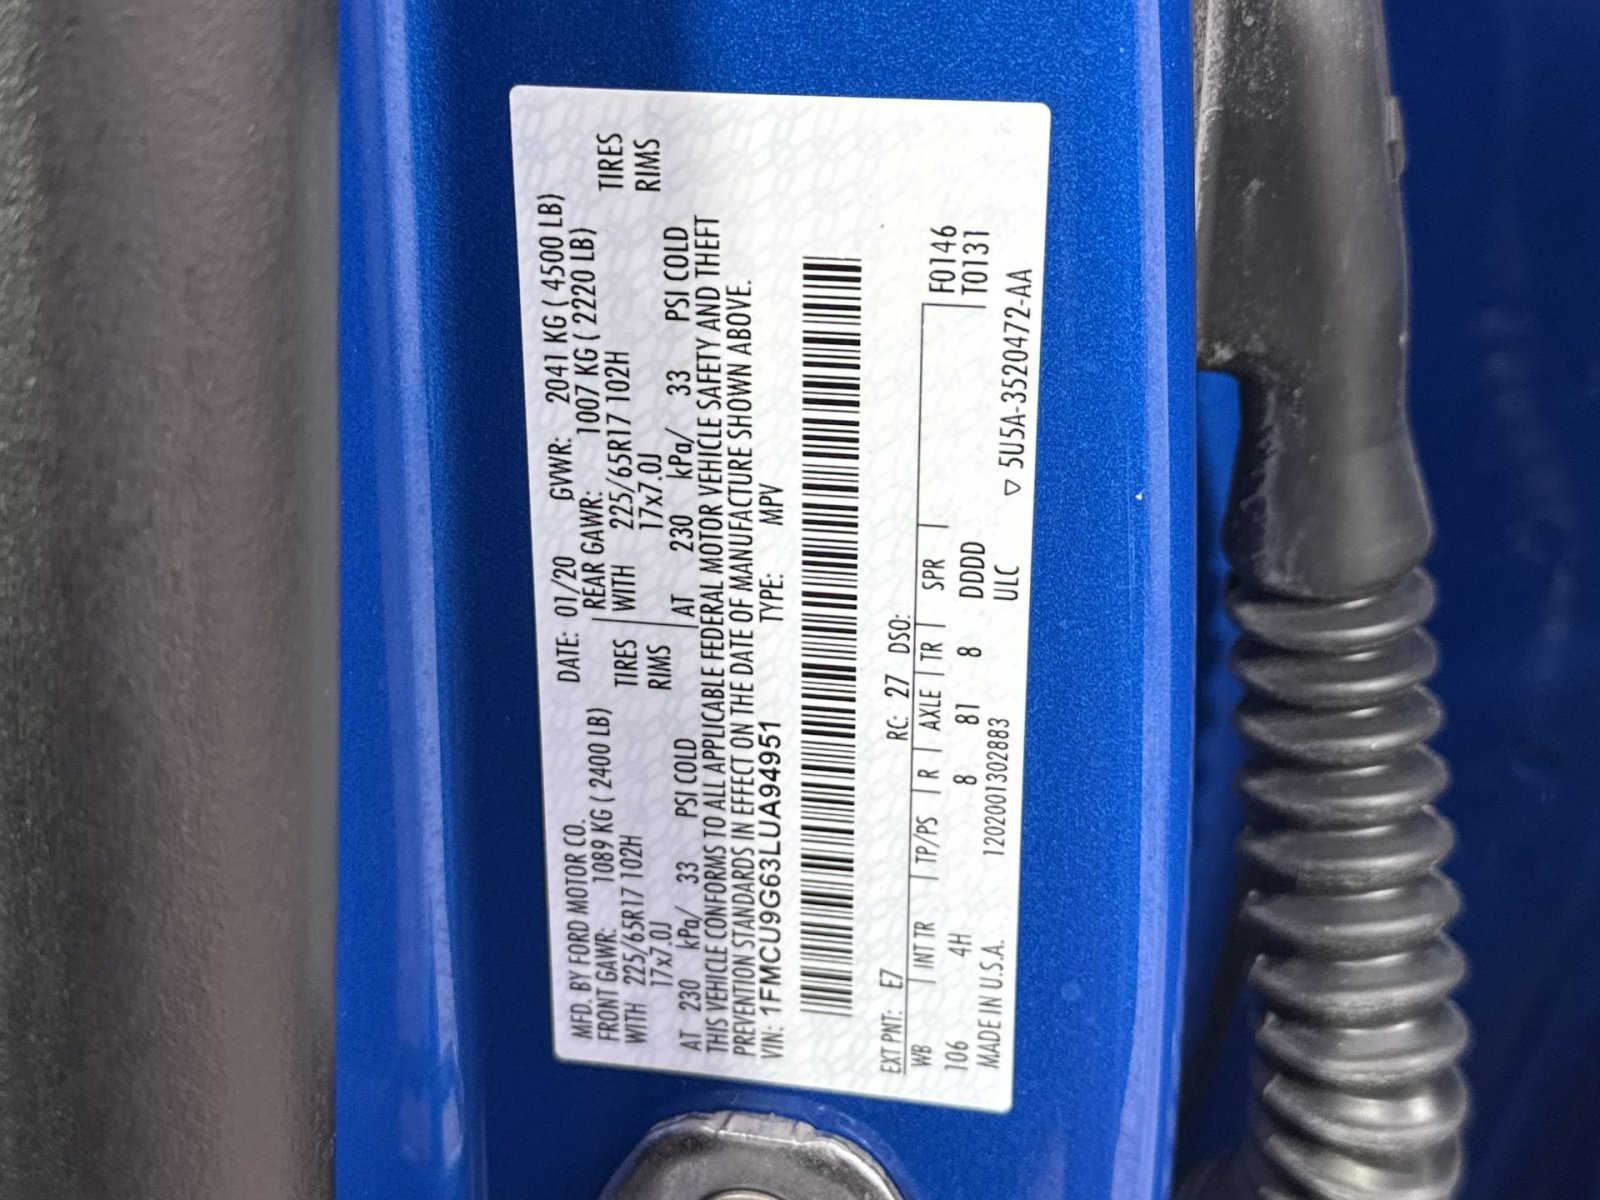 MFD. BY FORD MOTOR CO. DATE: 01/20 GVWR: 2041 KG ( 4500 LB)
FRONT GAWR: 1089 KG ( 2400 LB) REAR GAWR: 1007 KG ( 2220 LB)
WITH 225/65R17 102H TIRES WITH 225/65R17 102H TIRES
17x7.0J RIMS 17x7.0J RIMS
AT 230 kPa/ 33 PSI COLD AT 230 kPa/ 33 PSI COLD
THIS VEHICLE CONFORMS TO ALL APPLICABLE FEDERAL MOTOR VEHICLE SAFETY AND THEFT
PREVENTION STANDARDS IN EFFECT ON THE DATE OF MANUFACTURE SHOWN ABOVE.
VIN: 1FMCU9G63LUA94951 TYPE: MPV
EXT PNT: E7 RC: 27 DSO:
WB INT TR TP/PS R AXLE TR SPR F0146
106 4H 8 81 8 DDDD T0131
MADE IN U.S.A. 1202001302883 ULC ▽ 5U5A-3520472-AA